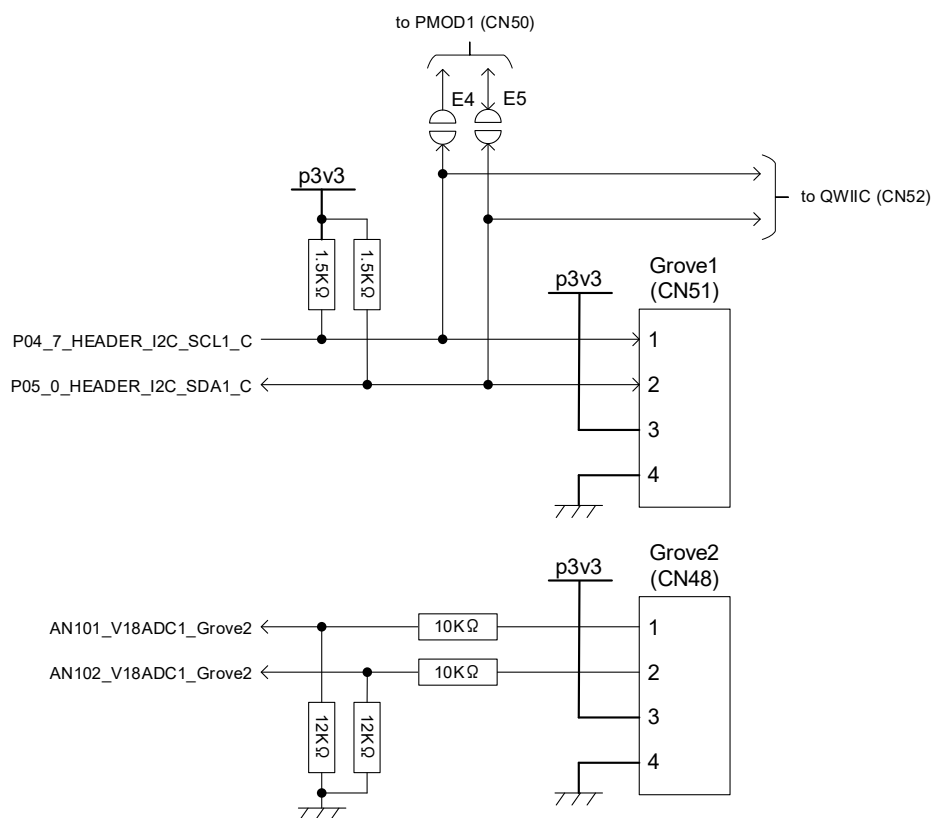 to PMOD1 (CN50)
E4
E5
p3v3
to QWIIC (CN52)
1.5KΩ
1.5KΩ
p3v3
Grove1
(CN51)
P04_7_HEADER_I2C_SCL1_C
1
P05_0_HEADER_I2C_SDA1_C
2
3
4
p3v3
Grove2
(CN48)
AN101_V18ADC1_Grove2
10KΩ
1
AN102_V18ADC1_Grove2
10KΩ
2
12KΩ
12KΩ
3
4